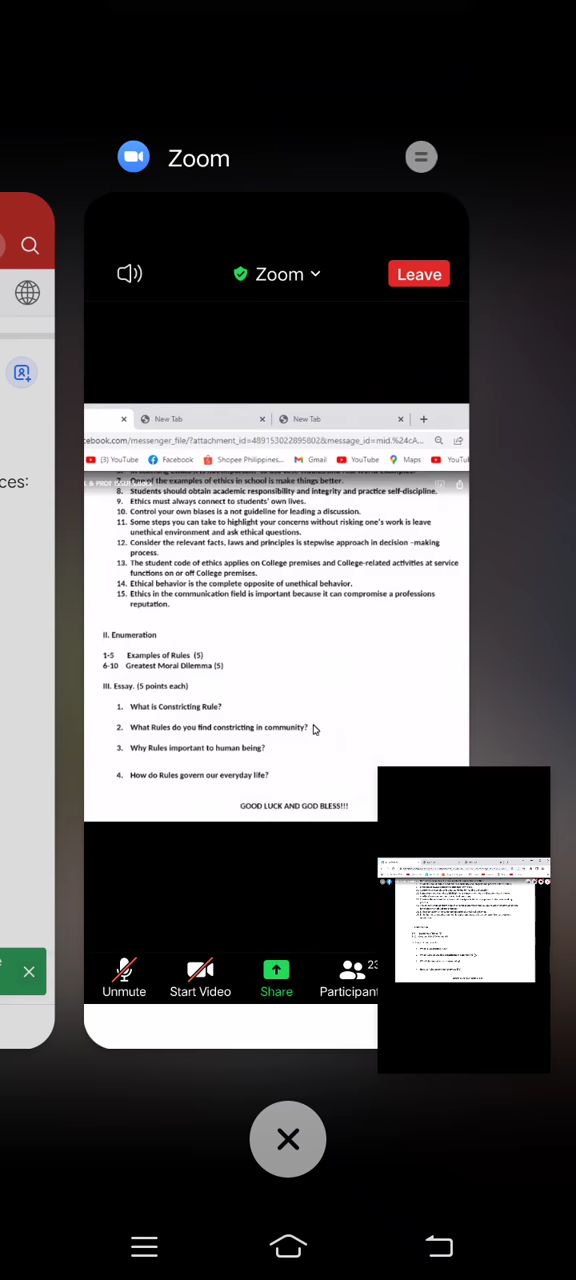 Zoom
Zoom
Leave
New Tab
New Tab
cebook.com/messenger_file/?attachment_id=489153022895802&message_id=mid.%24cA...
(3) YouTube
Facebook
Shopee Philippines...
Gmail
YouTube
Maps
YouTu
ces:
7. One of the examples of ethics in school is make things better.
8. Students should obtain academic responsibility and integrity and practice self-discipline.
9. Ethics must always connect to students' own lives.
10. Control your own biases is a not guideline for leading a discussion.
11. Some steps you can take to highlight your concerns without risking one's work is leave
unethical environment and ask ethical questions.
12. Consider the relevant facts, laws and principles is stepwise approach in decision –making
process.
13. The student code of ethics applies on College premises and College-related activities at service
functions on or off College premises.
14. Ethical behavior is the complete opposite of unethical behavior.
15. Ethics in the communication field is important because it can compromise a professions
reputation.
II. Enumeration
1-5 Examples of Rules (5)
6-10 Greatest Moral Dilemma (5)
III. Essay. (5 points each)
1. What is Constricting Rule?
2. What Rules do you find constricting in community?
3. Why Rules important to human being?
4. How do Rules govern our everyday life?
GOOD LUCK AND GOD BLESS!!!
23
Unmute
Start Video
Share
Participant